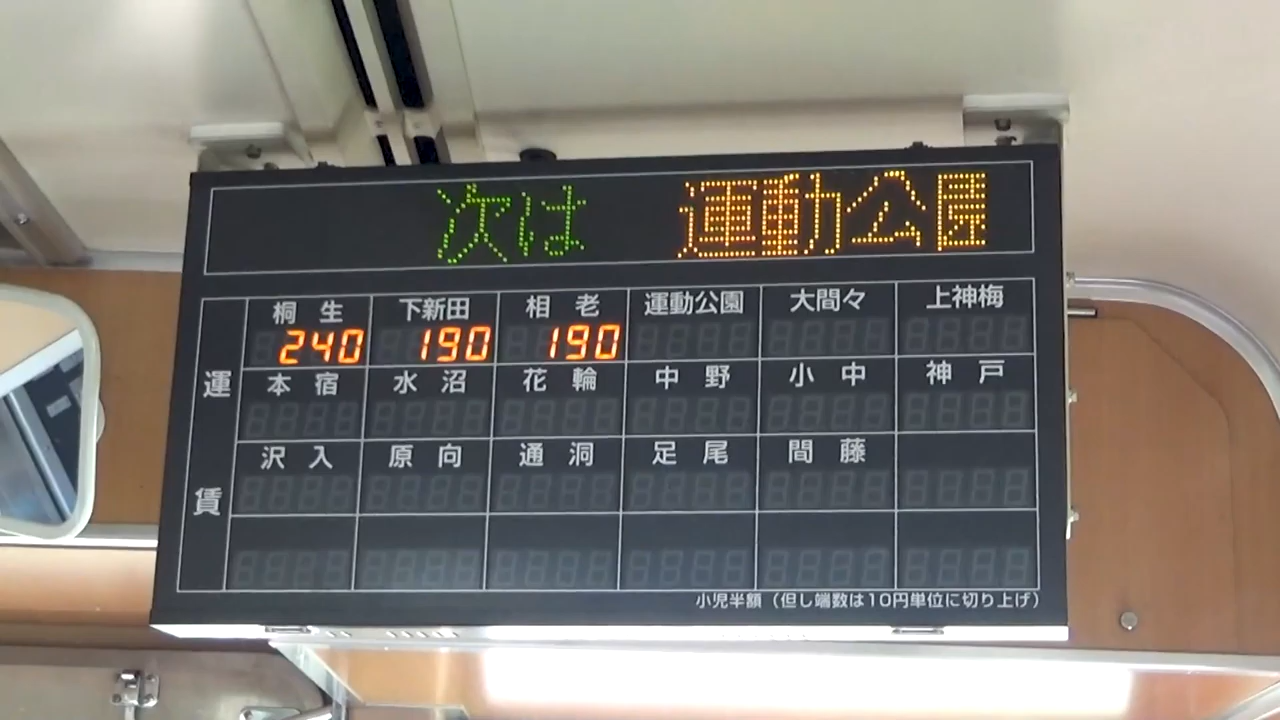 次は 運動公園
桐生 下新田 相老 運動公園 大間々 上神梅
240 190 190
本宿 水沼 花輪 中野 小中 神戸
沢入 原向 通洞 足尾 間藤
運賃
小児半額（但し端数は10円単位に切り上げ）